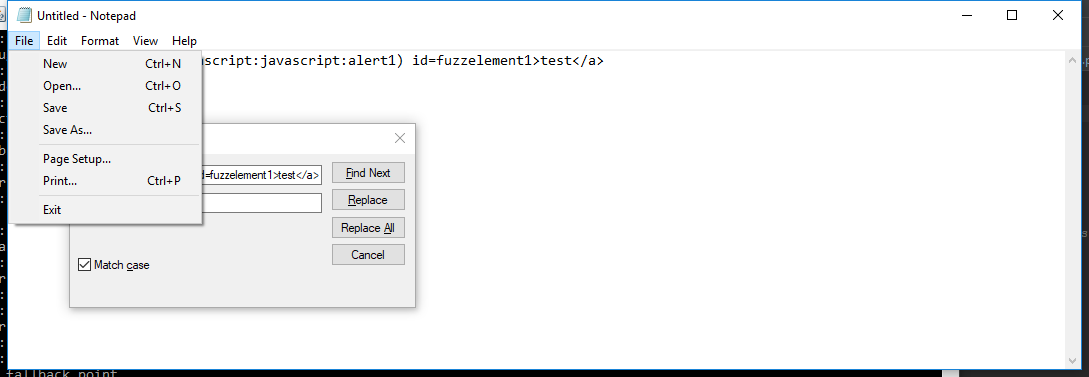 Untitled - Notepad
File Edit Format View Help
ascript:javascript:alert1) id=fuzzelement1>test</a>
New Ctrl+N
Open... Ctrl+O
Save Ctrl+S
Save As...
Page Setup...
Print... Ctrl+P
Exit
d=fuzzelement1>test</a>
Find Next
Replace
Replace All
Cancel
Match case
fallback point